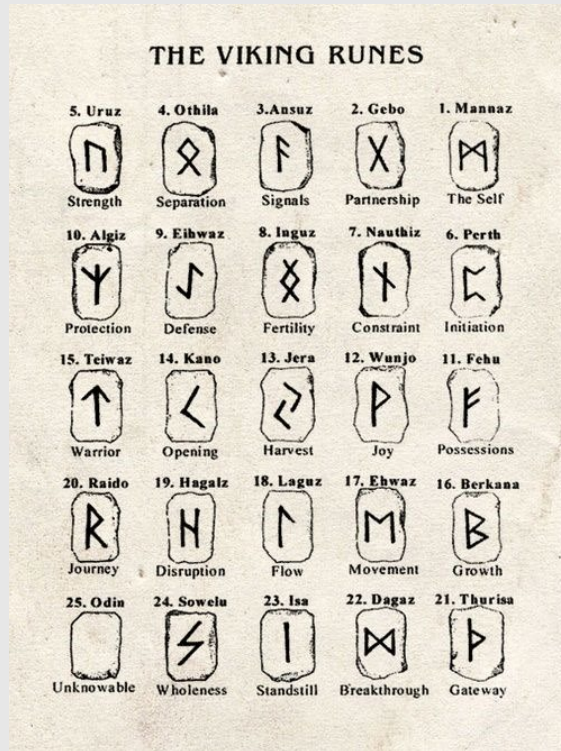 THE VIKING RUNES
5. Uruz 4. Othila 3.Ansuz 2. Gebo 1. Mannaz
ᚢ ᛟ ᚨ ᚷ ᛗ
Strength Separation Signals Partnership The Self
10. Algiz 9. Eihwaz 8. Inguz 7. Nauthiz 6. Perth
ᛉ ᛇ ᛝ ᚾ ᛈ
Protection Defense Fertility Constraint Initiation
15. Teiwaz 14. Kano 13. Jera 12. Wunjo 11. Fehu
ᛏ ᚲ ᛃ ᚹ ᚠ
Warrior Opening Harvest Joy Possessions
20. Raido 19. Hagalz 18. Laguz 17. Ehwaz 16. Berkana
ᚱ ᚺ ᛚ ᛖ ᛒ
Journey Disruption Flow Movement Growth
25. Odin 24. Sowelu 23. Isa 22. Dagaz 21. Thurisa
ᛊ ᛁ ᛞ ᚦ
Unknowable Wholeness Standstill Breakthrough Gateway